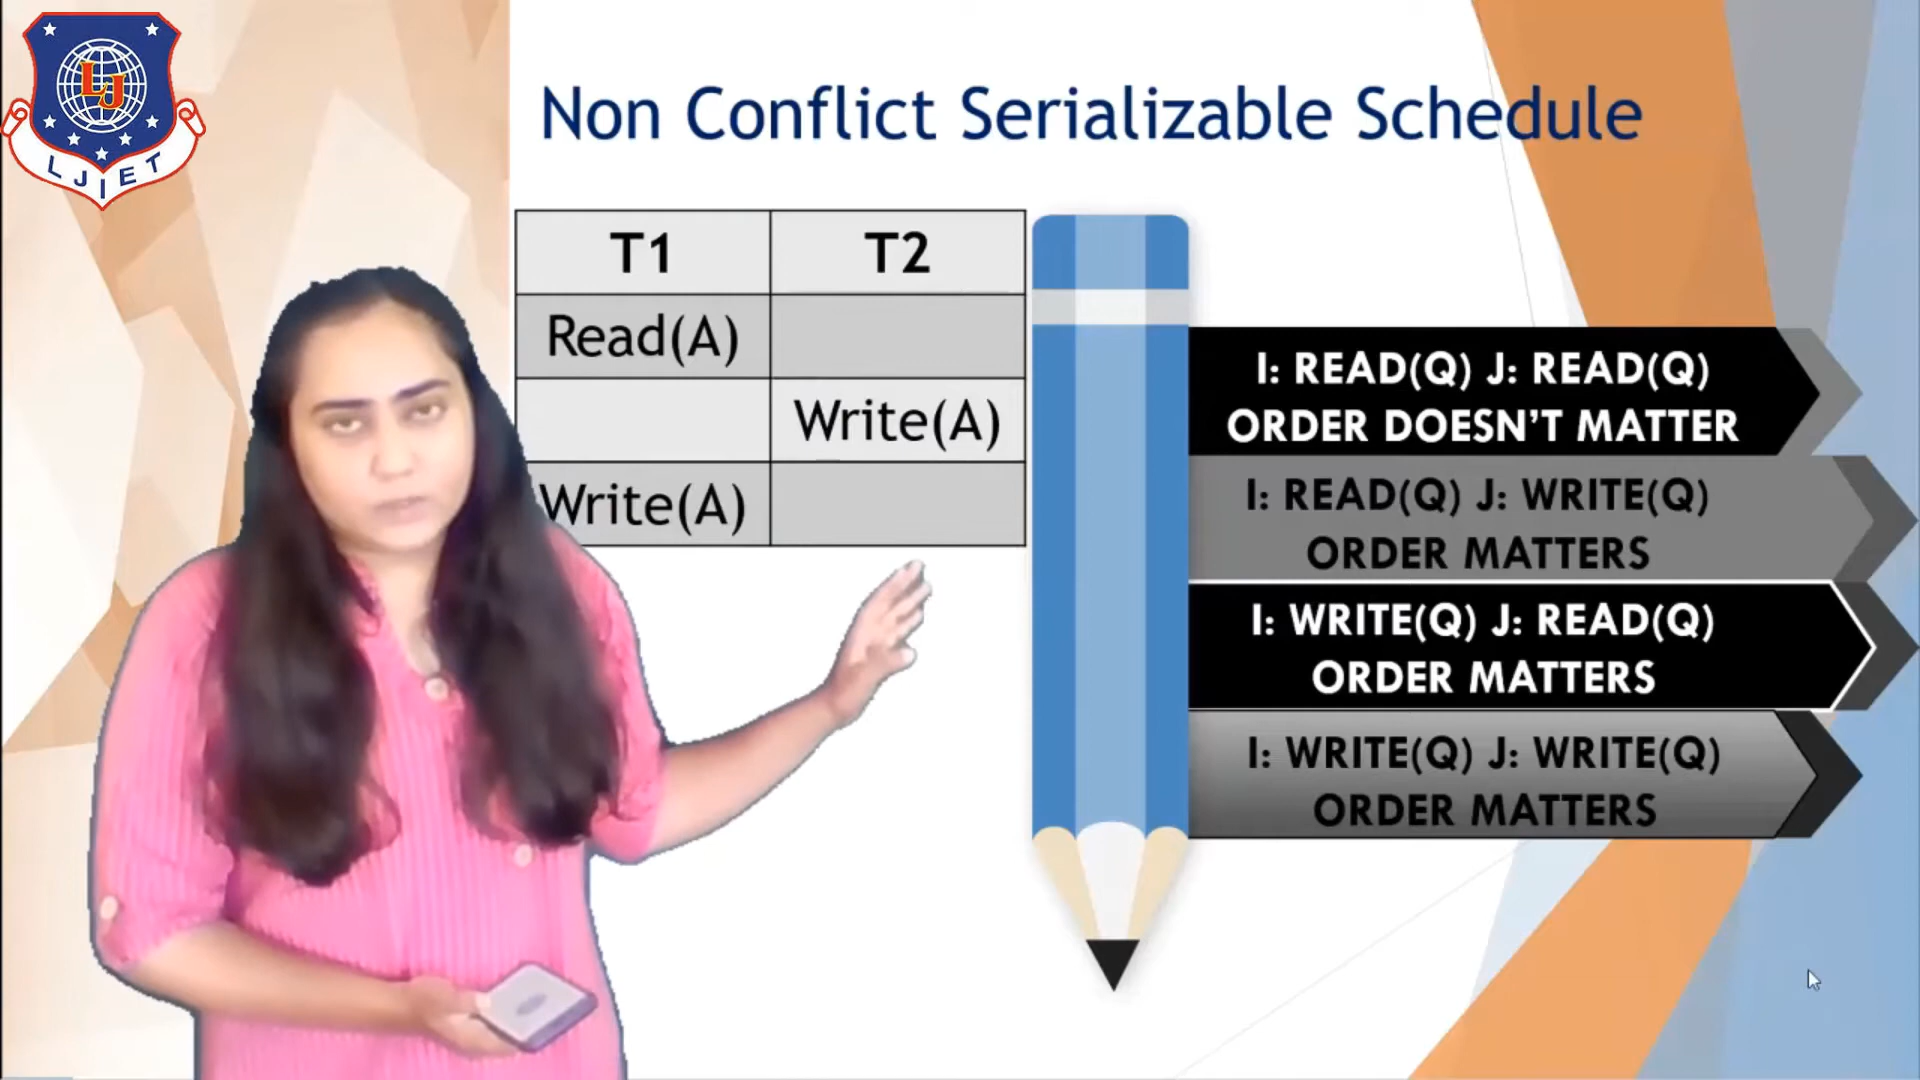 LJ
LJIET
Non Conflict Serializable Schedule
T1 T2
Read(A)
Write(A)
Write(A)
I: READ(Q) J: READ(Q)
ORDER DOESN'T MATTER
I: READ(Q) J: WRITE(Q)
ORDER MATTERS
I: WRITE(Q) J: READ(Q)
ORDER MATTERS
I: WRITE(Q) J: WRITE(Q)
ORDER MATTERS